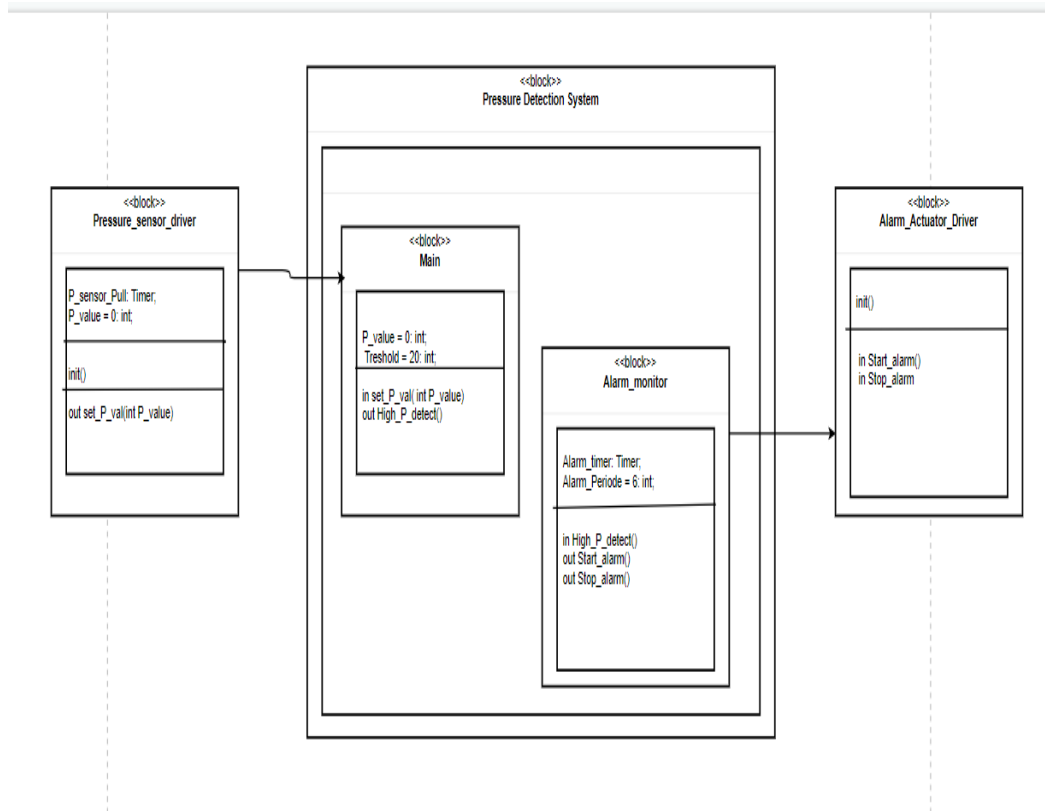 <<block>>
Pressure Detection System
<<block>>
Pressure_sensor_driver
P_sensor_Pull: Timer;
P_value = 0: int;
init()
out set_P_val(int P_value)
<<block>>
Main
P_value = 0: int;
Treshold = 20: int;
in set_P_val( int P_value)
out High_P_detect()
<<block>>
Alarm_monitor
Alarm_timer: Timer;
Alarm_Periode = 6: int;
in High_P_detect()
out Start_alarm()
out Stop_alarm()
<<block>>
Alarm_Actuator_Driver
init()
in Start_alarm()
in Stop_alarm